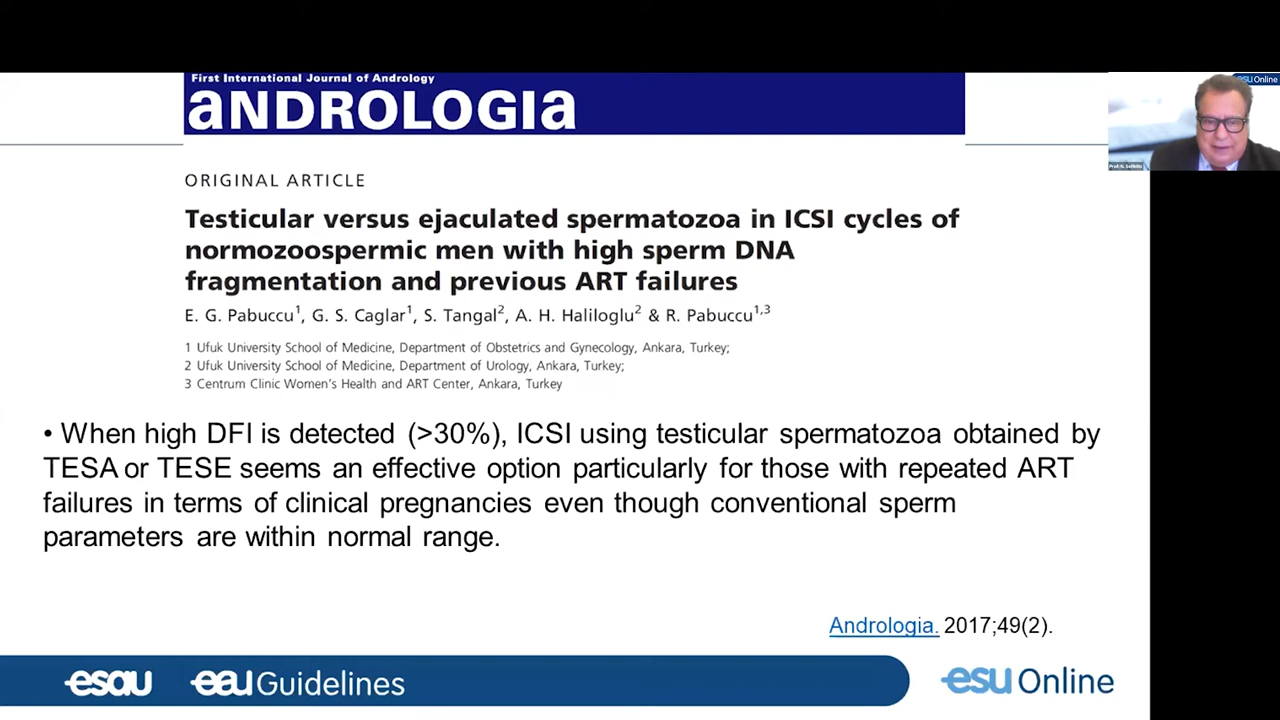 First International Journal of Andrology
aNDROLOGIa
esu Online
ORIGINAL ARTICLE
Testicular versus ejaculated spermatozoa in ICSI cycles of
normozoospermic men with high sperm DNA
fragmentation and previous ART failures
E. G. Pabuccu¹, G. S. Caglar¹, S. Tangal², A. H. Haliloglu² & R. Pabuccu¹,³
1 Ufuk University School of Medicine, Department of Obstetrics and Gynecology, Ankara, Turkey;
2 Ufuk University School of Medicine, Department of Urology, Ankara, Turkey;
3 Centrum Clinic Women's Health and ART Center, Ankara, Turkey
• When high DFI is detected (>30%), ICSI using testicular spermatozoa obtained by
TESA or TESE seems an effective option particularly for those with repeated ART
failures in terms of clinical pregnancies even though conventional sperm
parameters are within normal range.
Andrologia. 2017;49(2).
esau eau Guidelines esu Online